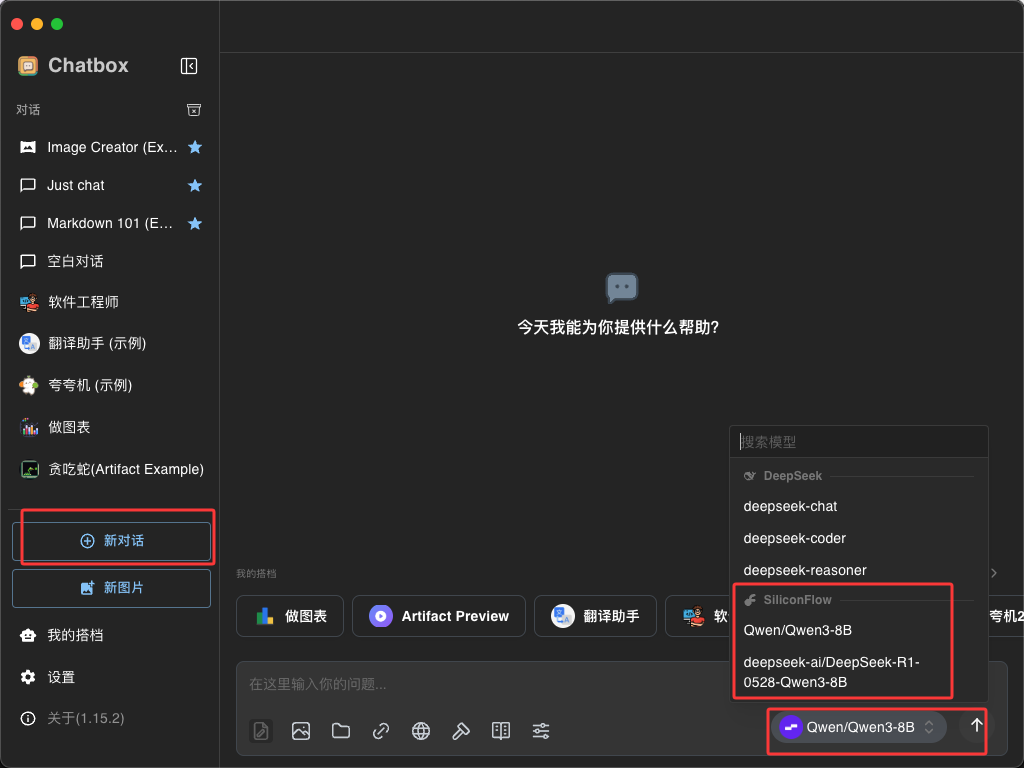 Chatbox
对话
Image Creator (Ex...
Just chat
Markdown 101 (E...
空白对话
软件工程师
翻译助手 (示例)
夸夸机 (示例)
做图表
贪吃蛇(Artifact Example)
新对话
新图片
我的搭档
设置
关于(1.15.2)
今天我能为你提供什么帮助?
搜索模型
DeepSeek
deepseek-chat
deepseek-coder
deepseek-reasoner
SiliconFlow
Qwen/Qwen3-8B
deepseek-ai/DeepSeek-R1-
0528-Qwen3-8B
我的搭档
做图表
Artifact Preview
翻译助手
软
夸机2
在这里输入你的问题...
Qwen/Qwen3-8B